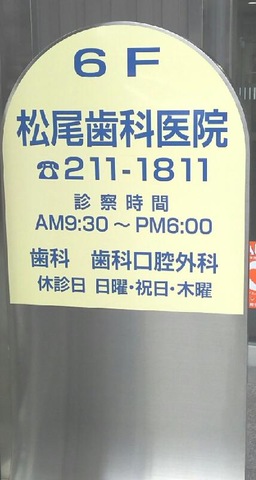 6F
松尾歯科医院
☎211-1811
診察時間
AM9:30～PM6:00
歯科 歯科口腔外科
休診日 日曜・祝日・木曜